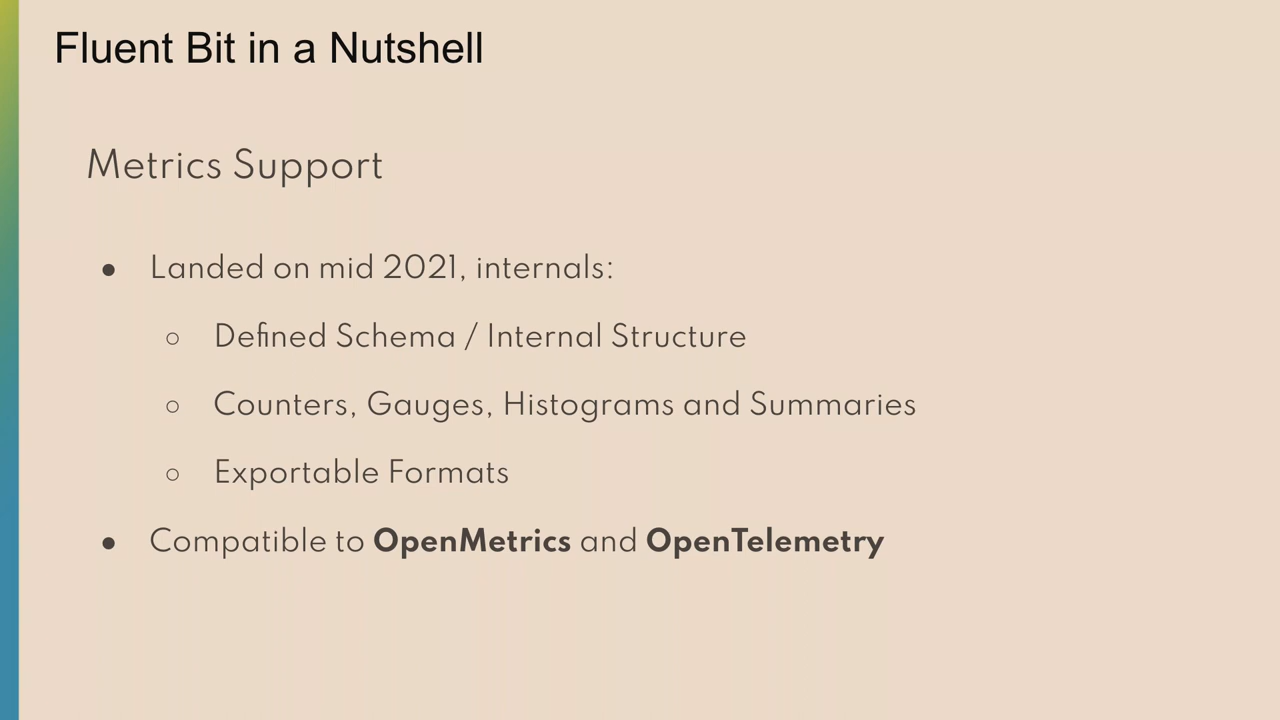 Fluent Bit in a Nutshell
Metrics Support
● Landed on mid 2021, internals:
○ Defined Schema / Internal Structure
○ Counters, Gauges, Histograms and Summaries
○ Exportable Formats
● Compatible to OpenMetrics and OpenTelemetry